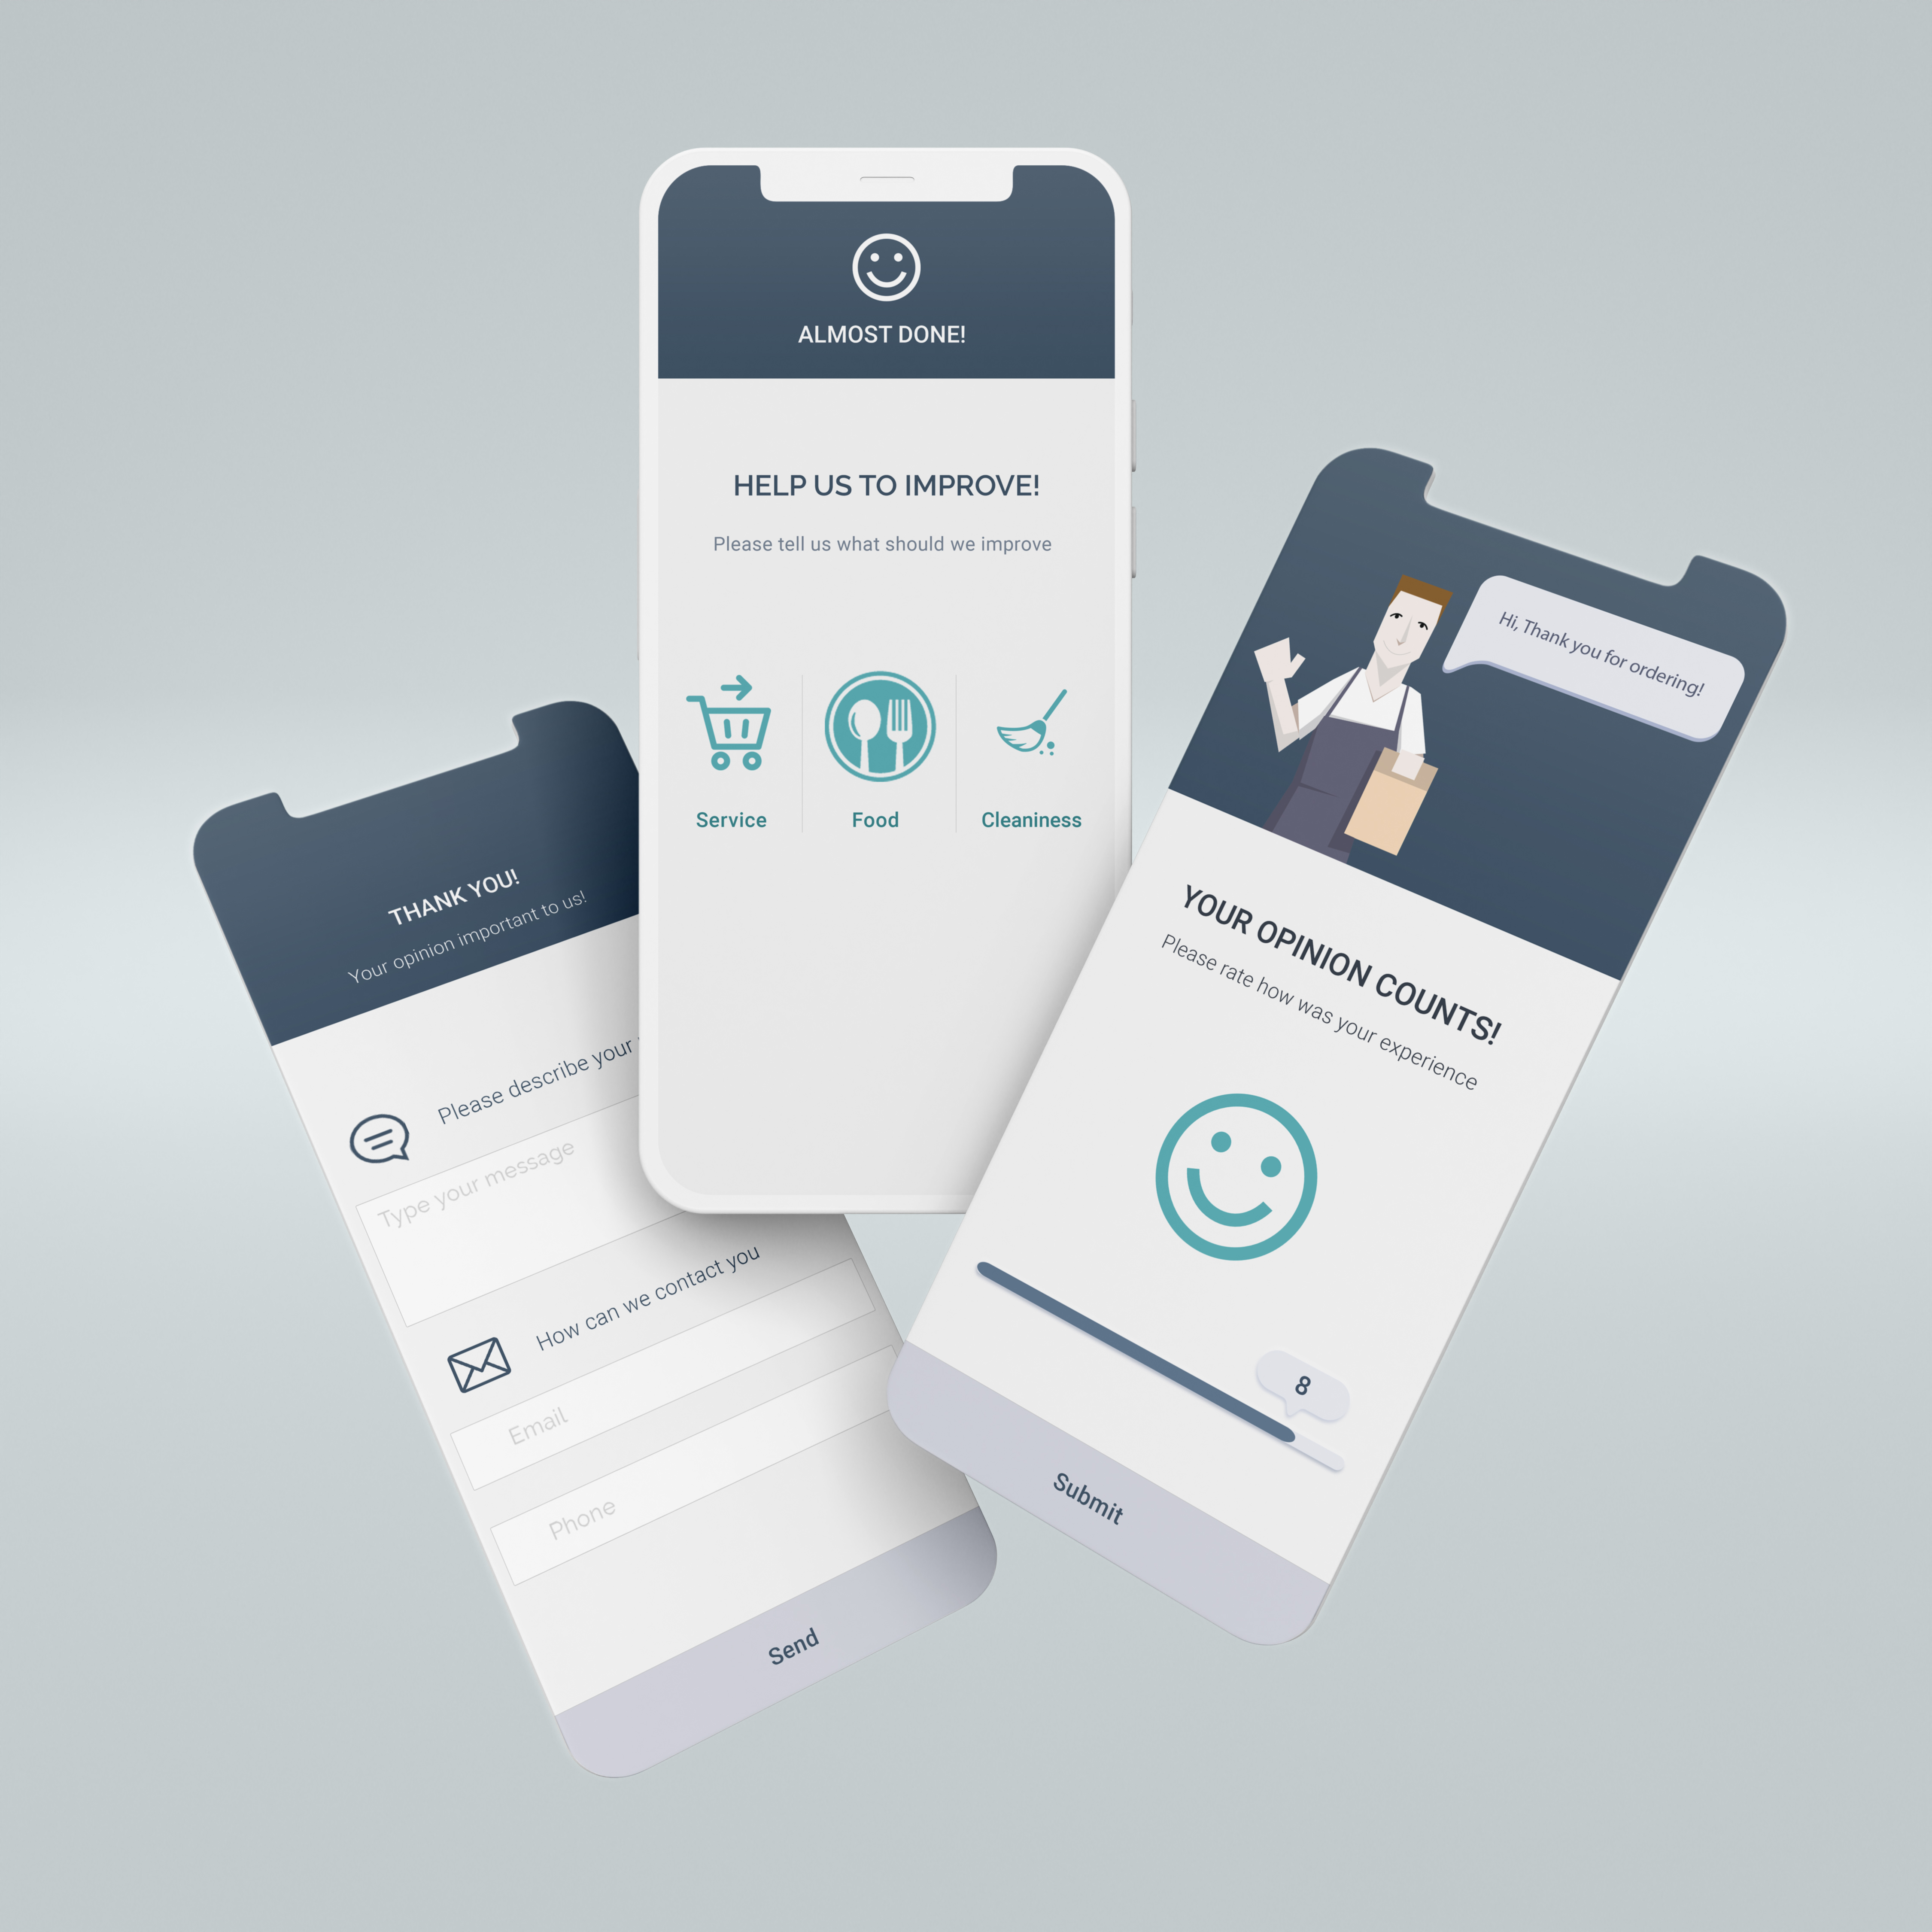 ALMOST DONE!
HELP US TO IMPROVE!
Please tell us what should we improve
Service
Food
Cleaniness
THANK YOU!
Your opinion important to us!
Please describe your
Type your message
How can we contact you
Email
Phone
Send
Hi, Thank you for ordering!
YOUR OPINION COUNTS!
Please rate how was your experience
8
Submit